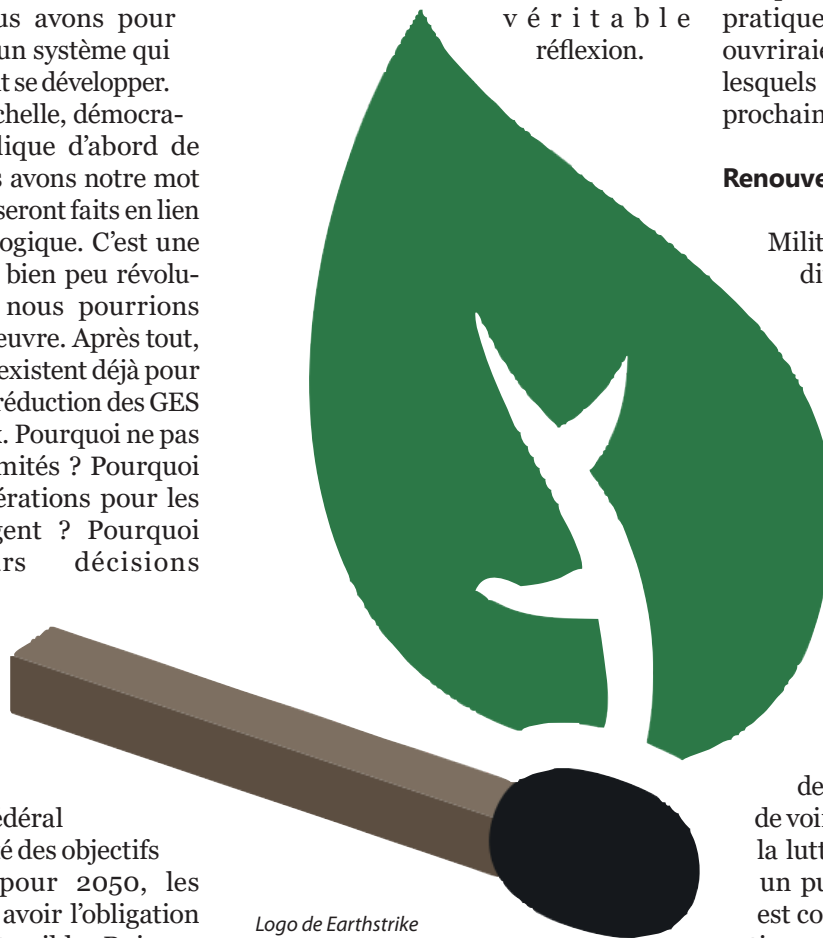 us avons pour
un système qui
t se développer.
chelle, démocra-
lique d’abord de
s avons notre mot
seront faits en lien
ogique. C’est une
bien peu révolu-
nous pourrions
euvre. Après tout,
existent déjà pour
réduction des GES
x. Pourquoi ne pas
mités ? Pourquoi
érations pour les
gent ? Pourquoi
rs décisions
édéral
é des objectifs
pour 2050, les
avoir l’obligation
véritable
réflexion.
Logo de Earthstrike
pratique
ouvriraie
lesquels
prochain
Renouve
Milit
di
de
de voir
la lutt
un pu
est co